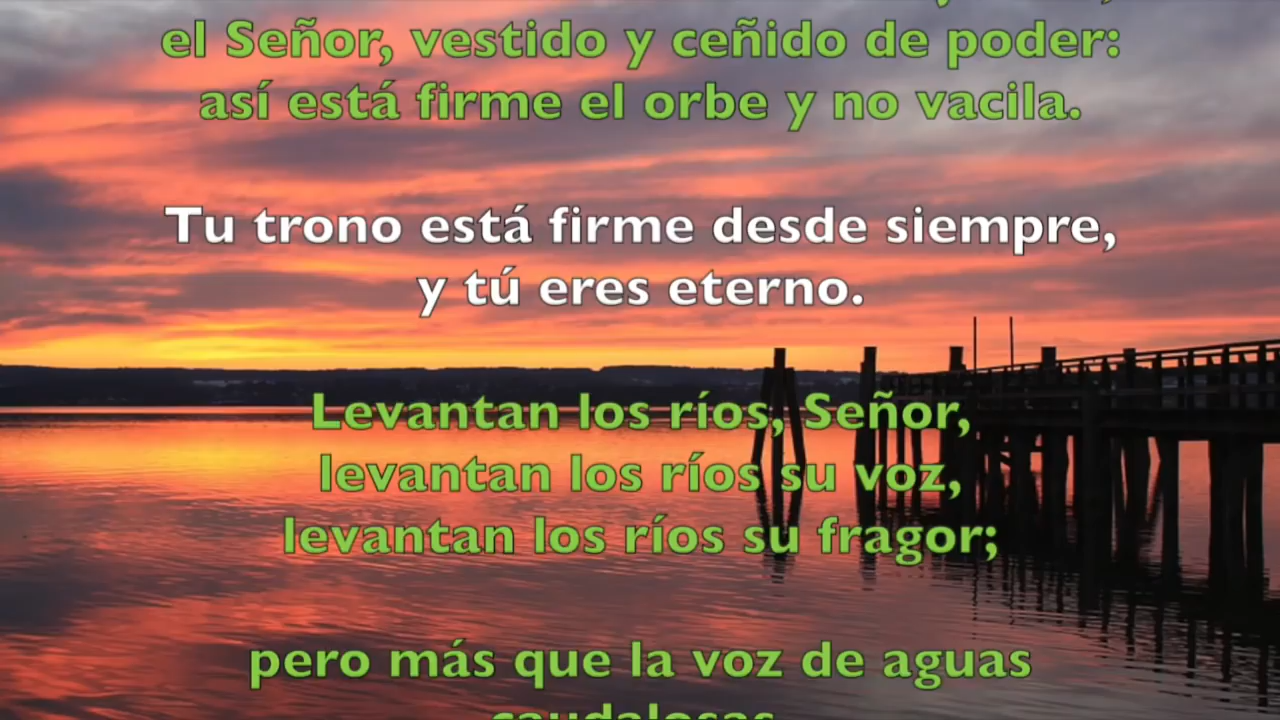 el Señor, vestido y ceñido de poder:
así está firme el orbe y no vacila.
Tu trono está firme desde siempre,
y tú eres eterno.
Levantan los ríos, Señor,
levantan los ríos su voz,
levantan los ríos su fragor;
pero más que la voz de aguas
caudalosas